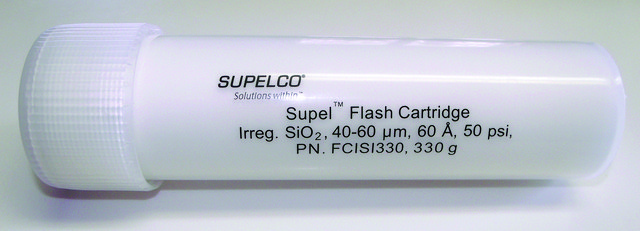 SUPELCO®
Solutions within™
Supel™ Flash Cartridge
Irreg. SiO₂, 40-60 µm, 60 Å, 50 psi,
PN. FCISI330, 330 g